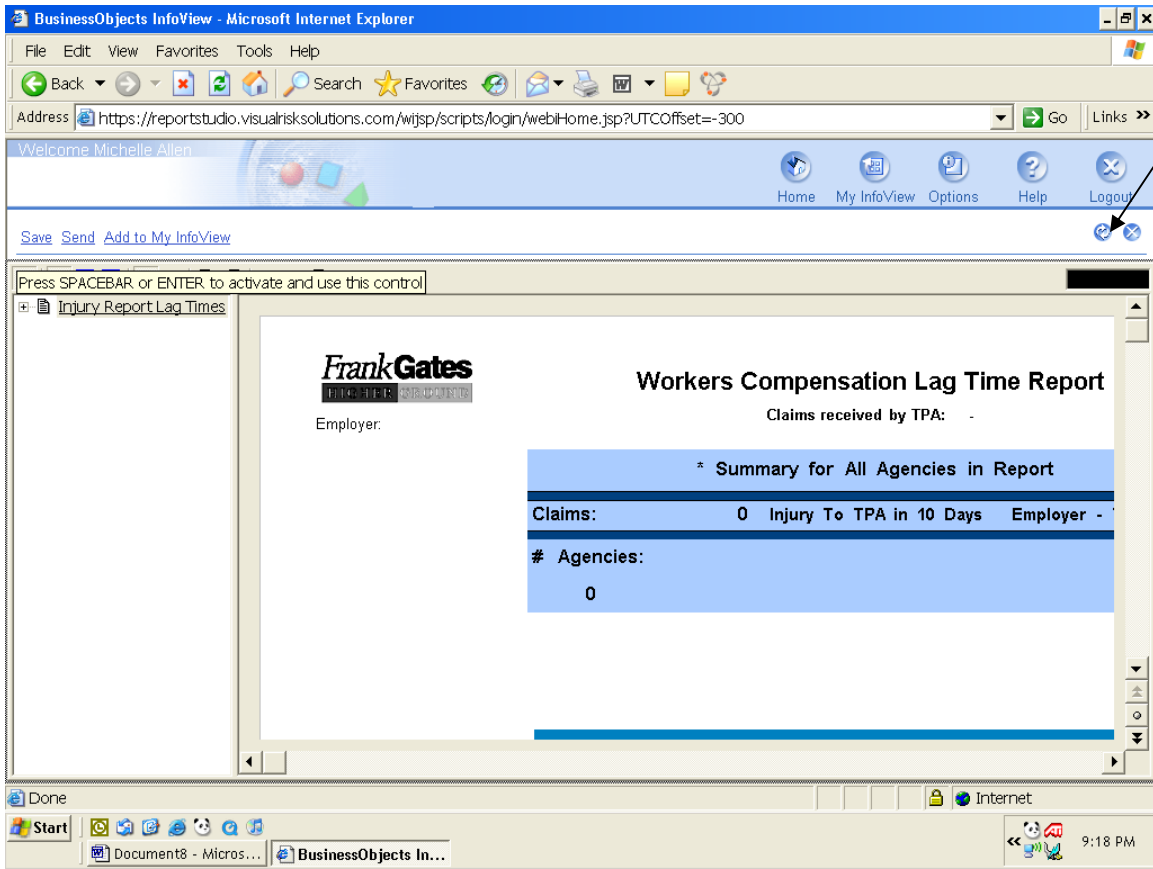 BusinessObjects InfoView - Microsoft Internet Explorer
File Edit View Favorites Tools Help
Back Search Favorites
Address https://reportstudio.visualrisksolutions.com/wijsp/scripts/login/webiHome.jsp?UTCOffset=-300 Go Links »
Welcome Michelle Allen
Home My InfoView Options Help Logout
Save Send Add to My InfoView
Press SPACEBAR or ENTER to activate and use this control
Injury Report Lag Times
FrankGates
HIGHER GROUND
Workers Compensation Lag Time Report
Claims received by TPA: -
Employer:
* Summary for All Agencies in Report
Claims: 0 Injury To TPA in 10 Days Employer -
# Agencies:
0
Done Internet
Start
Document8 - Micros... BusinessObjects In...
« 9:18 PM